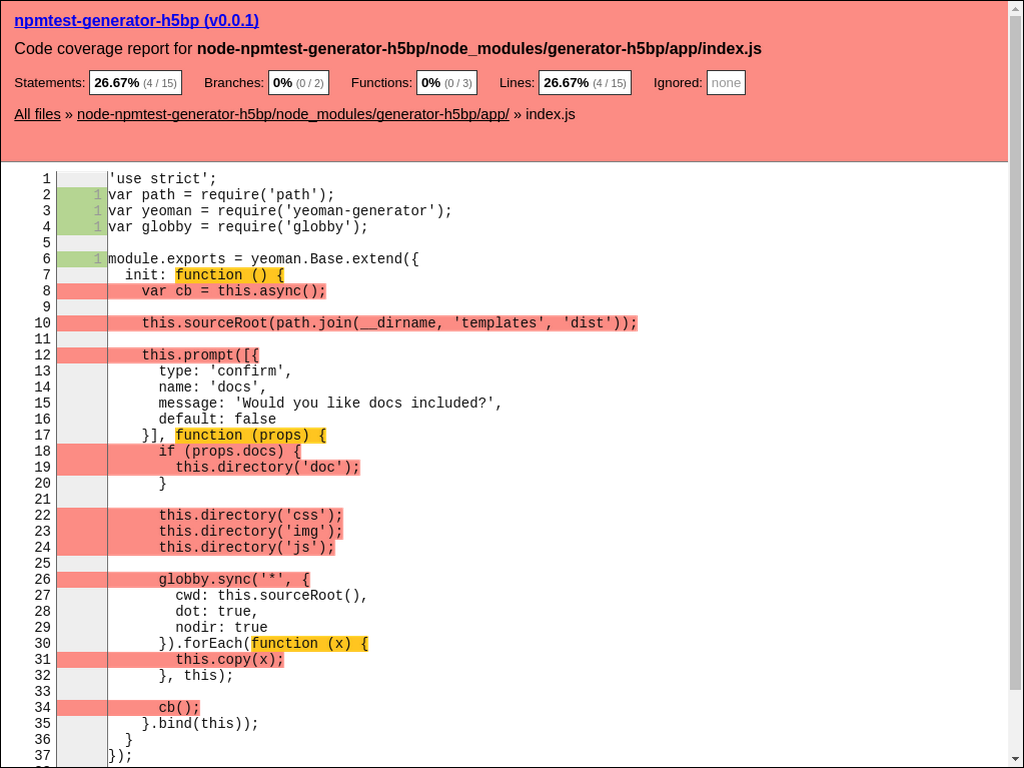 npmtest-generator-h5bp (v0.0.1)
Code coverage report for node-npmtest-generator-h5bp/node_modules/generator-h5bp/app/index.js
Statements: 26.67% (4 / 15) Branches: 0% (0 / 2) Functions: 0% (0 / 3) Lines: 26.67% (4 / 15) Ignored: none
All files » node-npmtest-generator-h5bp/node_modules/generator-h5bp/app/ » index.js
1 'use strict';
2 1 var path = require('path');
3 1 var yeoman = require('yeoman-generator');
4 1 var globby = require('globby');
5
6 1 module.exports = yeoman.Base.extend({
7   init: function () {
8     var cb = this.async();
9
10     this.sourceRoot(path.join(__dirname, 'templates', 'dist'));
11
12     this.prompt([{
13       type: 'confirm',
14       name: 'docs',
15       message: 'Would you like docs included?',
16       default: false
17     }], function (props) {
18       if (props.docs) {
19         this.directory('doc');
20       }
21
22       this.directory('css');
23       this.directory('img');
24       this.directory('js');
25
26       globby.sync('*', {
27         cwd: this.sourceRoot(),
28         dot: true,
29         nodir: true
30       }).forEach(function (x) {
31         this.copy(x);
32       }, this);
33
34       cb();
35     }.bind(this));
36   }
37 });